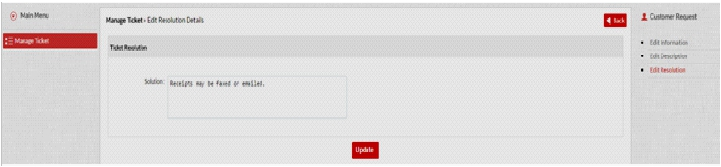 Main Menu
Manage Ticket
Manage Ticket - Edit Resolution Details
Back
Ticket Resolution
Solution :
Receipts may be faxed or emailed.
Update
Customer Request
Edit Information
Edit Description
Edit Resolution